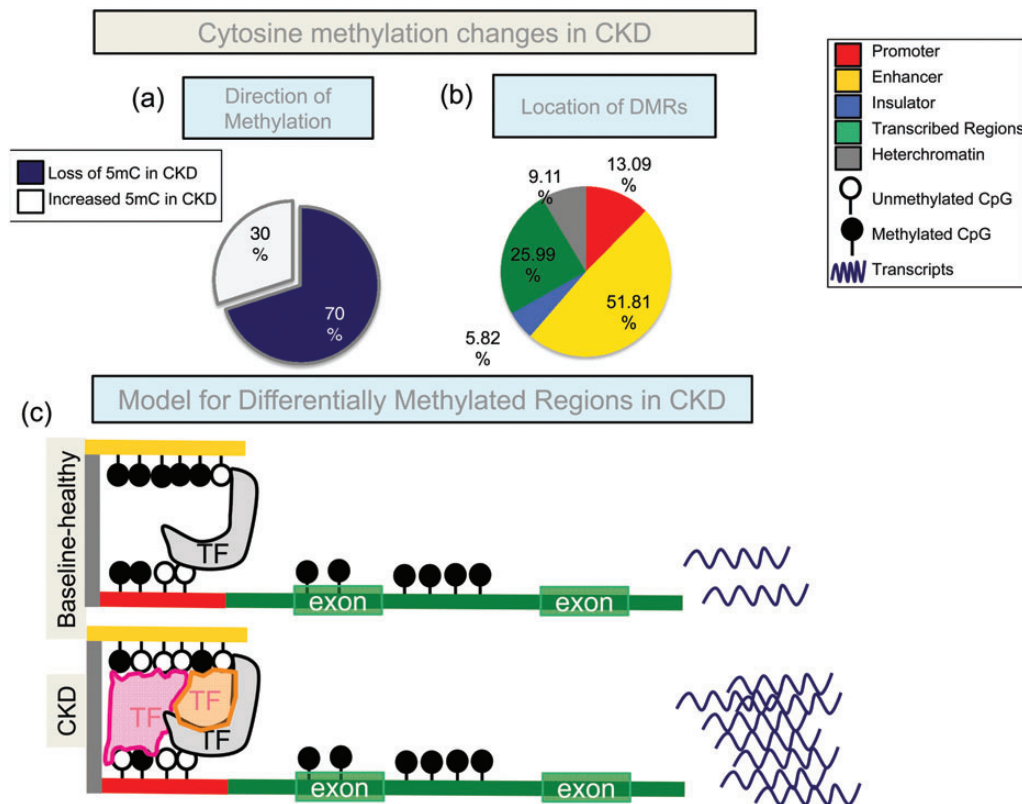 Cytosine methylation changes in CKD
(a)
Direction of
Methylation
Loss of 5mC in CKD
Increased 5mC in CKD
30
%
70
%
(b)
Location of DMRs
9.11
%
13.09
%
25.99
%
51.81
%
5.82
%
Promoter
Enhancer
Insulator
Transcribed Regions
Heterchromatin
Unmethylated CpG
Methylated CpG
Transcripts
Model for Differentially Methylated Regions in CKD
(c)
Baseline-healthy
TF
exon
exon
CKD
TF
TF
TF
exon
exon